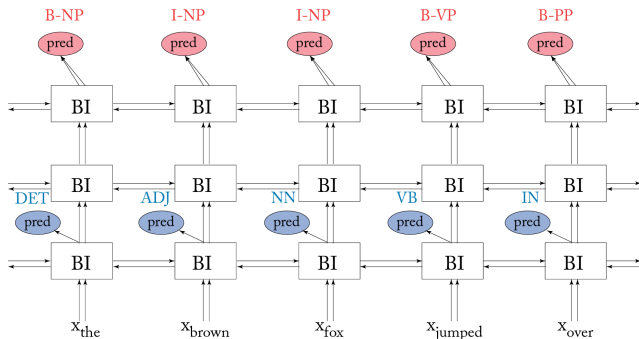 B-NP I-NP I-NP B-VP B-PP
pred pred pred pred pred
BI BI BI BI BI
BI BI BI BI BI
DET ADJ NN VB IN
pred pred pred pred pred
BI BI BI BI BI
x_the x_brown x_fox x_jumped x_over